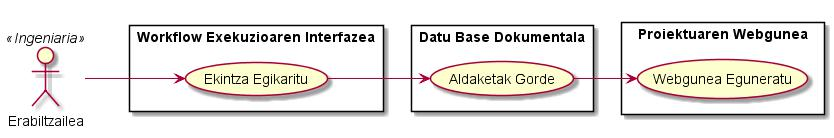 «Ingeniaria»
Erabiltzailea
Workflow Exekuzioaren Interfazea
Ekintza Egikaritu
Datu Base Dokumentala
Aldaketak Gorde
Proiektuaren Webgunea
Webgunea Eguneratu